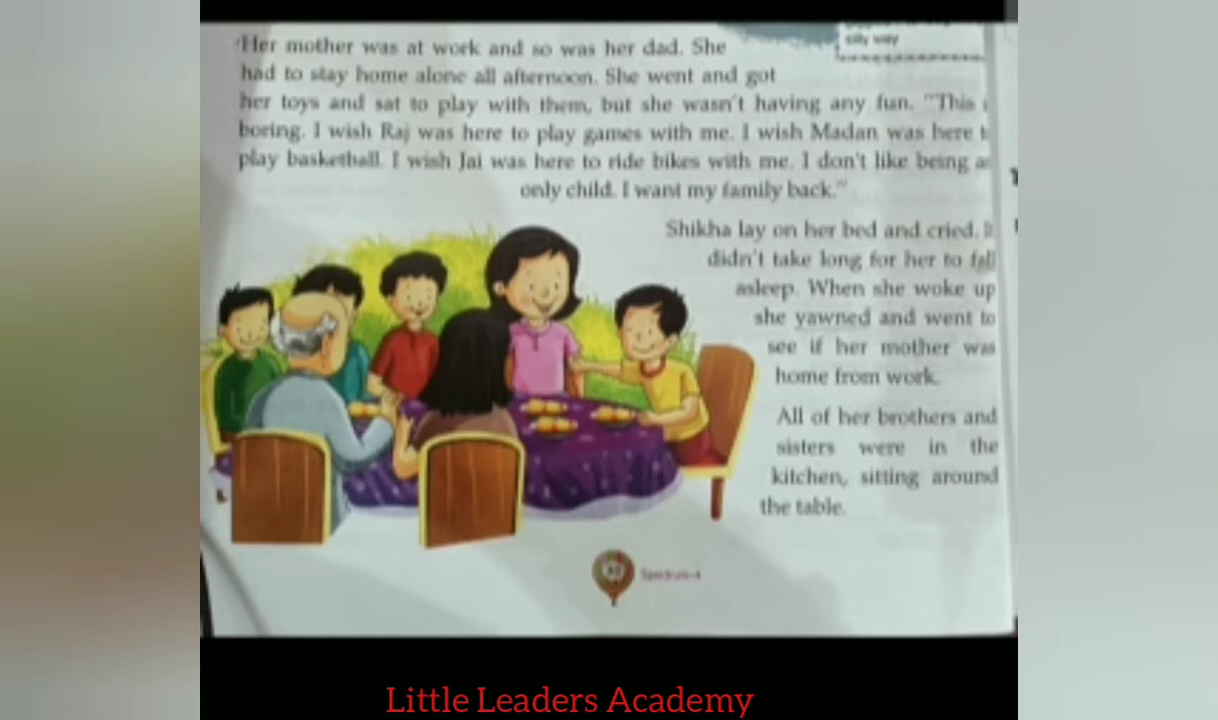 silly way
Her mother was at work and so was her dad. She
had to stay home alone all afternoon. She went and got
her toys and sat to play with them, but she wasn't having any fun. "This
boring. I wish Raj was here to play games with me. I wish Madan was here
play basketball. I wish Jai was here to ride bikes with me. I don't like being
only child. I want my family back."
Shikha lay on her bed and cried.
didn't take long for her to fall
asleep. When she woke up
she yawned and went to
see if her mother was
home from work.
All of her brothers and
sisters were in the
kitchen, sitting around
the table.
Spectrum-4
Little Leaders Academy